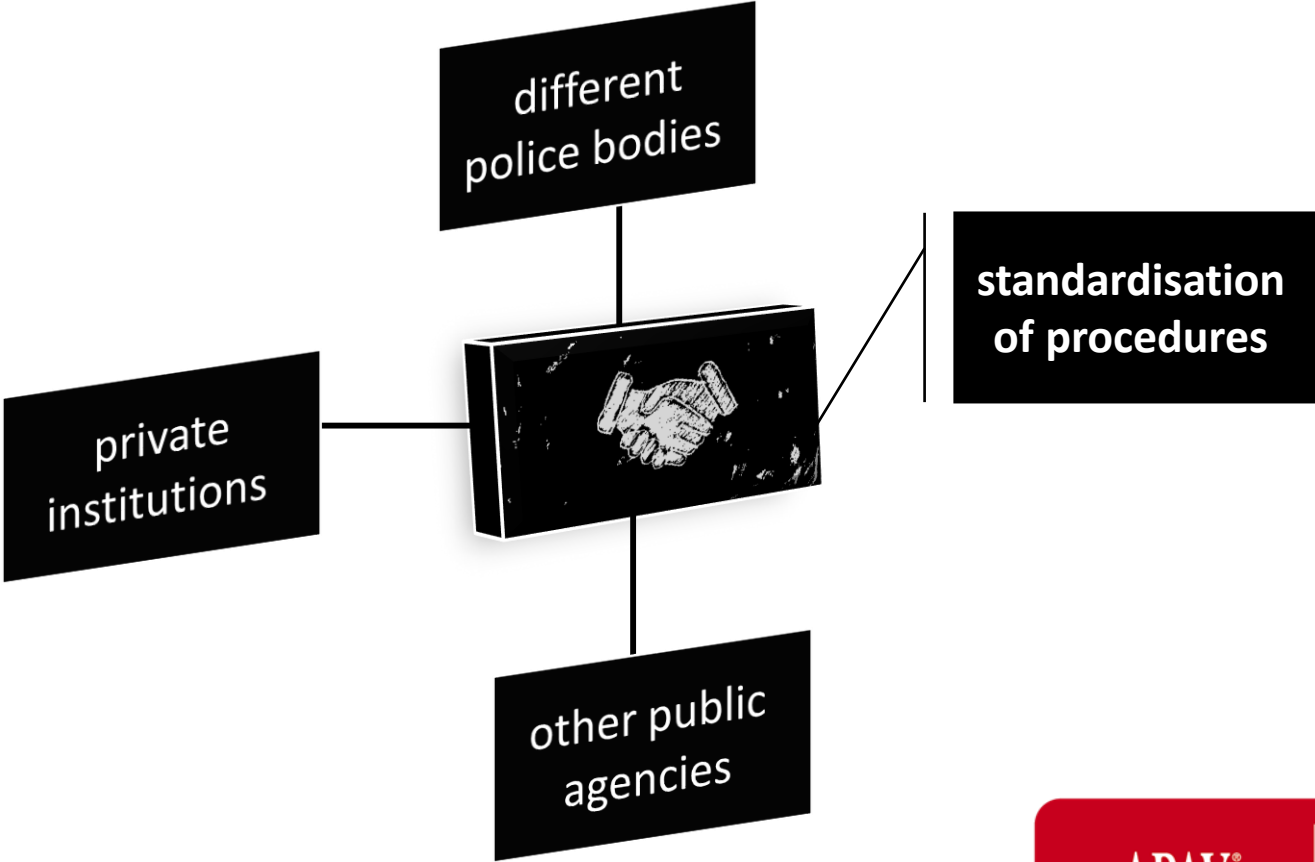 different
police bodies
standardisation
of procedures
private
institutions
other public
agencies